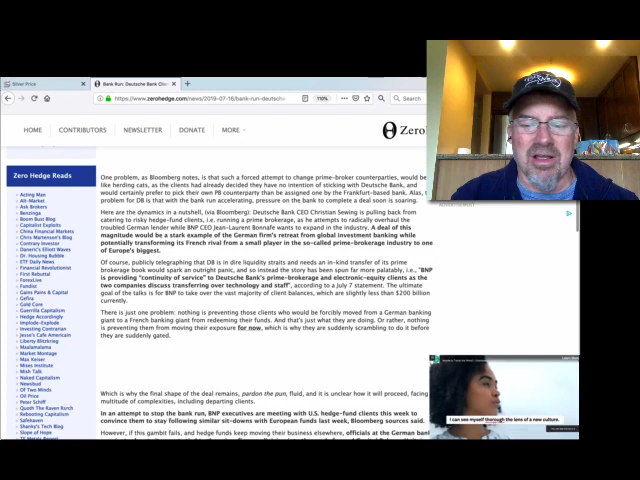 Silver Price
Bank Run: Deutsche Bank Clie
https://www.zerohedge.com/news/2019-07-16/bank-run-deutsche
110%
Search
HOME
CONTRIBUTORS
NEWSLETTER
DONATE
MORE
Zero
Zero Hedge Reads
Acting Man
Alt-Market
Ask Brokers
Benzinga
Boom Bust Blog
Capitalist Exploits
China Financial Markets
Chris Martenson's Blog
Contrary Investor
Daneric's Elliott Waves
Dr. Housing Bubble
ETF Daily News
Financial Revolutionist
First Rebuttal
ForexLive
Fundist
Gains Pains & Capital
Gefira
Gold Core
Guerrilla Capitalism
Hedge Accordingly
Implode-Explode
Investing Contrarian
Jesse's Cafe Americain
Liberty Blitzkrieg
Maalamalama
Market Montage
Max Keiser
Mises Institute
Mish Talk
Naked Capitalism
Newsbud
Of Two Minds
Oil Price
Peter Schiff
Quoth The Raven
Rebooting Capitalism
Safehaven
Shanky's Tech Blog
Slope of Hope
One problem, as Bloomberg notes, is that such a forced attempt to change prime-broker counterparties, would be
like herding cats, as the clients had already decided they have no intention of sticking with Deutsche Bank, and
would certainly prefer to pick their own PB counterparty than be assigned one by the Frankfurt-based bank. Alas,
problem for DB is that with the bank run accelerating, pressure on the bank to complete a deal is soaring.
Here are the dynamics in a nutshell, (via Bloomberg): Deutsche Bank CEO Christian Sewing is pulling back from
catering to risky hedge-fund clients, i.e. running a prime brokerage, as he attempts to radically overhaul the
troubled German lender while BNP CEO Jean-Laurent Bonnafe wants to expand in the industry. A deal of this
magnitude would be a stark example of the German firm's retreat from global investment banking while
potentially transforming its French rival from a small player in the so-called prime-brokerage industry to one
of Europe's biggest.
Of course, publicly telegraphing that DB is in dire liquidity straits and needs an in-kind transfer of its prime
brokerage book would spark an outright panic, and so instead the story has been spun far more palatably, i.e., "BNP
is providing "continuity of service" to Deutsche Bank's prime-brokerage and electronic-equity clients as the
two companies discuss transferring over technology and staff", according to a July 7 statement. The ultimate
goal of the talks is for BNP to take over the vast majority of client balances, which are slightly less than $200 billion
currently.
There is just one problem: nothing is preventing those clients who would be forcibly moved from a German banking
giant to a French banking giant from redeeming their funds. And that's just what they are doing. Or rather, nothing
is preventing them from moving their exposure for now, which is why they are suddenly scrambling to do it before
they are suddenly gated.
Which is why the final shape of the deal remains, pardon the pun, fluid, and it is unclear how it will proceed, facing
multitude of complications, including departing clients.
In an attempt to stop the bank run, BNP executives are meeting with U.S. hedge-fund clients this week to
convince them to stay following similar sit-downs with European funds last week, Bloomberg sources said.
However, if this gambit fails, and hedge funds keep moving their business elsewhere, officials at the German bank
ADVERTISEMENT
I can see myself thorough the lens of a new culture.